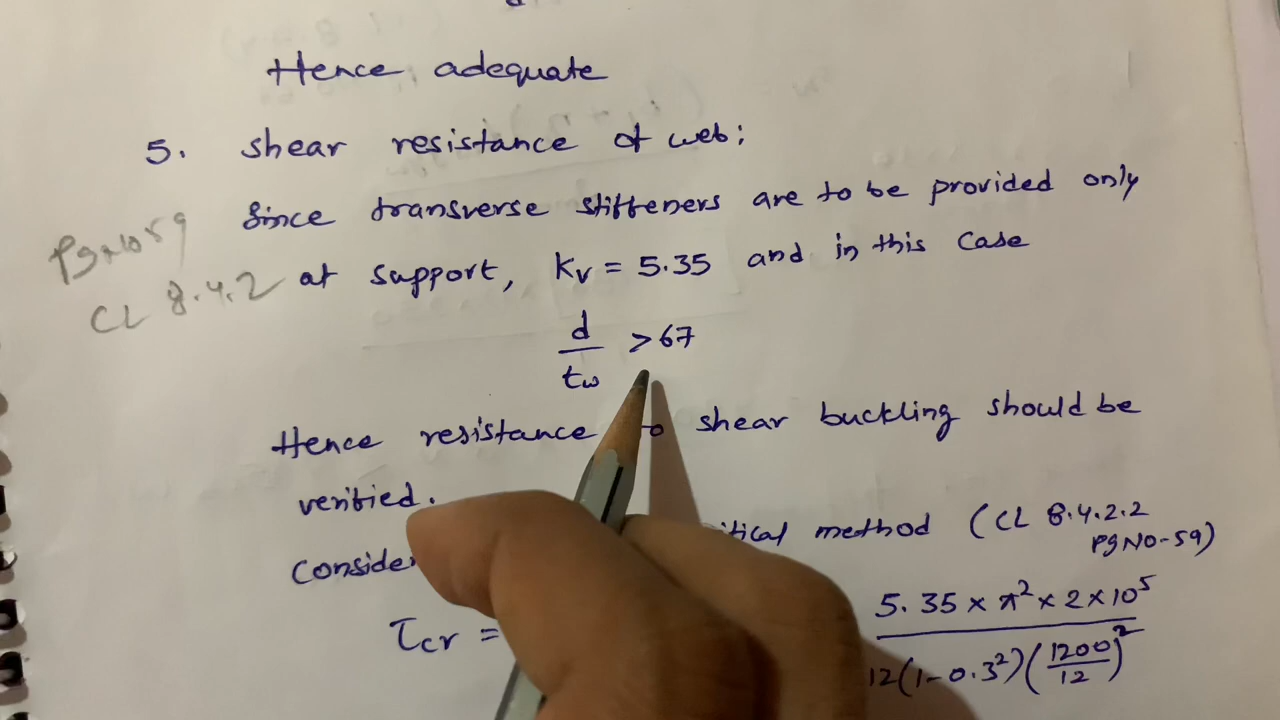 Hence adequate
5. shear resistance of web:
Since transverse stiffeners are to be provided only
Pg No 59
at support, Kv = 5.35 and in this case
CL 8.4.2
d/tw > 67
Hence resistance to shear buckling should be
verified.
(CL 8.4.2.2
method
PgNO-59)
τcr = 5.35 × π² × 2 × 10⁵ / 12(1-0.3²)(1200/12)²